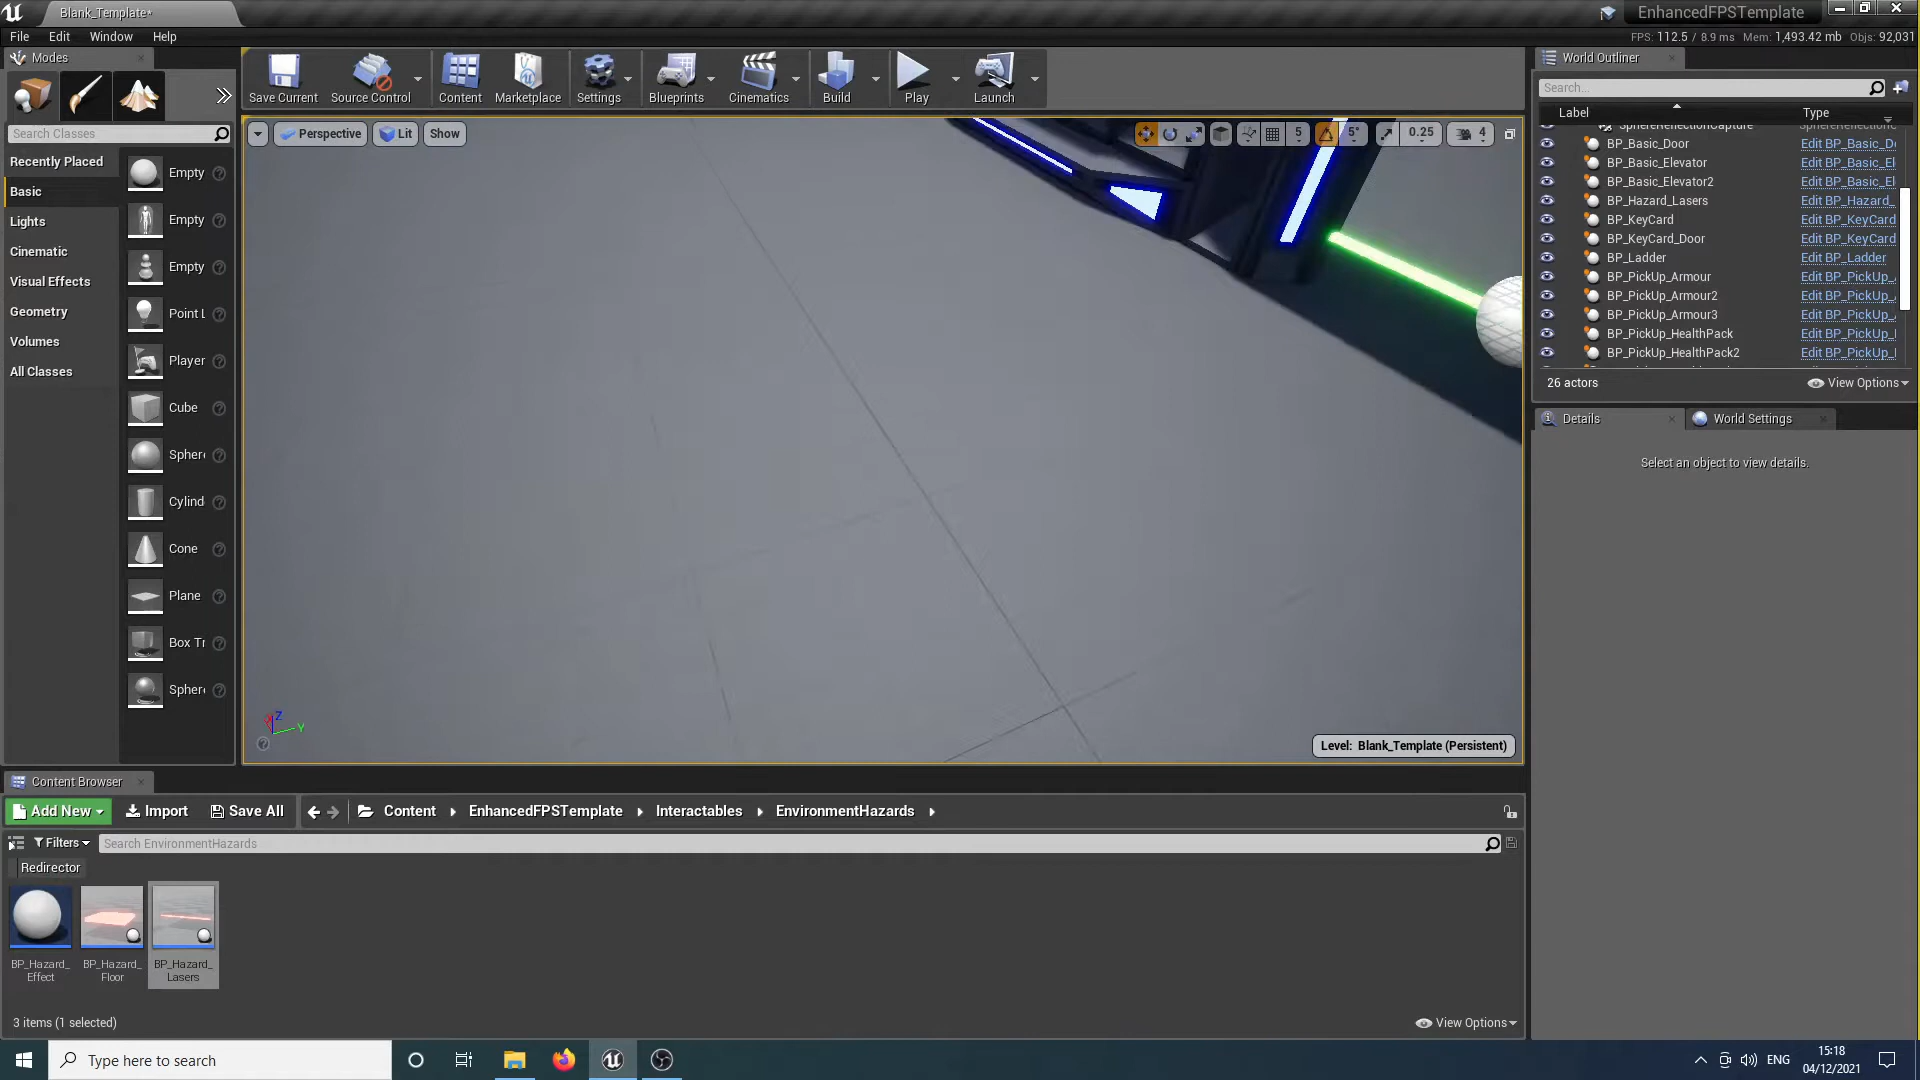 Blank_Template*
EnhancedFPSTemplate
File Edit Window Help
FPS: 112.5 / 8.9 ms Mem: 1,493.42 mb Objs: 92,031
Modes
Search Classes
Recently Placed
Basic
Lights
Cinematic
Visual Effects
Geometry
Volumes
All Classes
Empty
Empty
Empty
Point L
Player
Cube
Sphere
Cylind
Cone
Plane
Box Tr
Sphere
Save Current
Source Control
Content
Marketplace
Settings
Blueprints
Cinematics
Build
Play
Launch
Perspective
Lit
Show
5
5°
0.25
4
Z
Y
Level: Blank_Template (Persistent)
World Outliner
Search...
Label Type
SphereReflectionCapture SphereReflectionC
BP_Basic_Door Edit BP_Basic_D
BP_Basic_Elevator Edit BP_Basic_El
BP_Basic_Elevator2 Edit BP_Basic_El
BP_Hazard_Lasers Edit BP_Hazard_
BP_KeyCard Edit BP_KeyCard
BP_KeyCard_Door Edit BP_KeyCard
BP_Ladder Edit BP_Ladder
BP_PickUp_Armour Edit BP_PickUp_
BP_PickUp_Armour2 Edit BP_PickUp_
BP_PickUp_Armour3 Edit BP_PickUp_
BP_PickUp_HealthPack Edit BP_PickUp_
BP_PickUp_HealthPack2 Edit BP_PickUp_
26 actors
View Options
Details
World Settings
Select an object to view details.
Content Browser
Add New
Import
Save All
Content
EnhancedFPSTemplate
Interactables
EnvironmentHazards
Filters
Search EnvironmentHazards
Redirector
BP_Hazard_
Effect
BP_Hazard_
Floor
BP_Hazard_
Lasers
3 items (1 selected)
View Options
Type here to search
ENG
15:18
04/12/2021